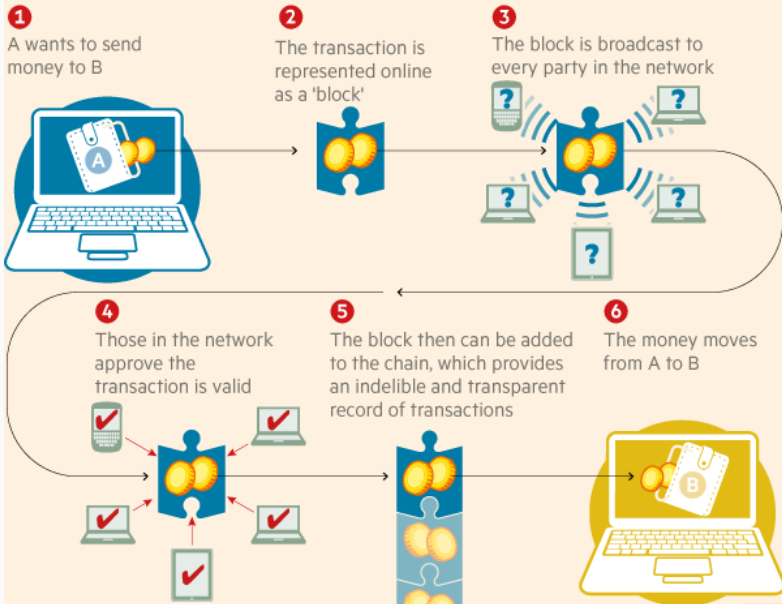 1
A wants to send
money to B
2
The transaction is
represented online
as a 'block'
3
The block is broadcast to
every party in the network
A
?
?
?
?
?
4
Those in the network
approve the
transaction is valid
5
The block then can be added
to the chain, which provides
an indelible and transparent
record of transactions
6
The money moves
from A to B
B